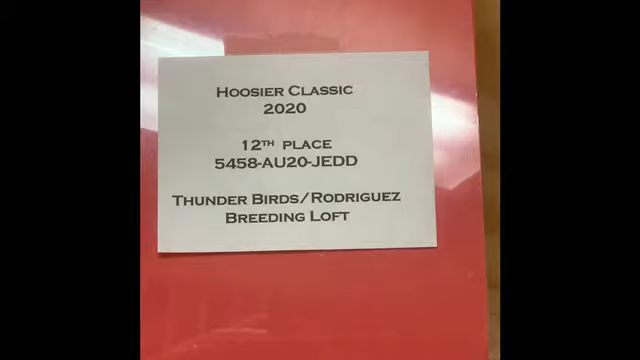 Hoosier Classic
2020
12th place
5458-AU20-JEDD
Thunder Birds/Rodriguez
Breeding Loft